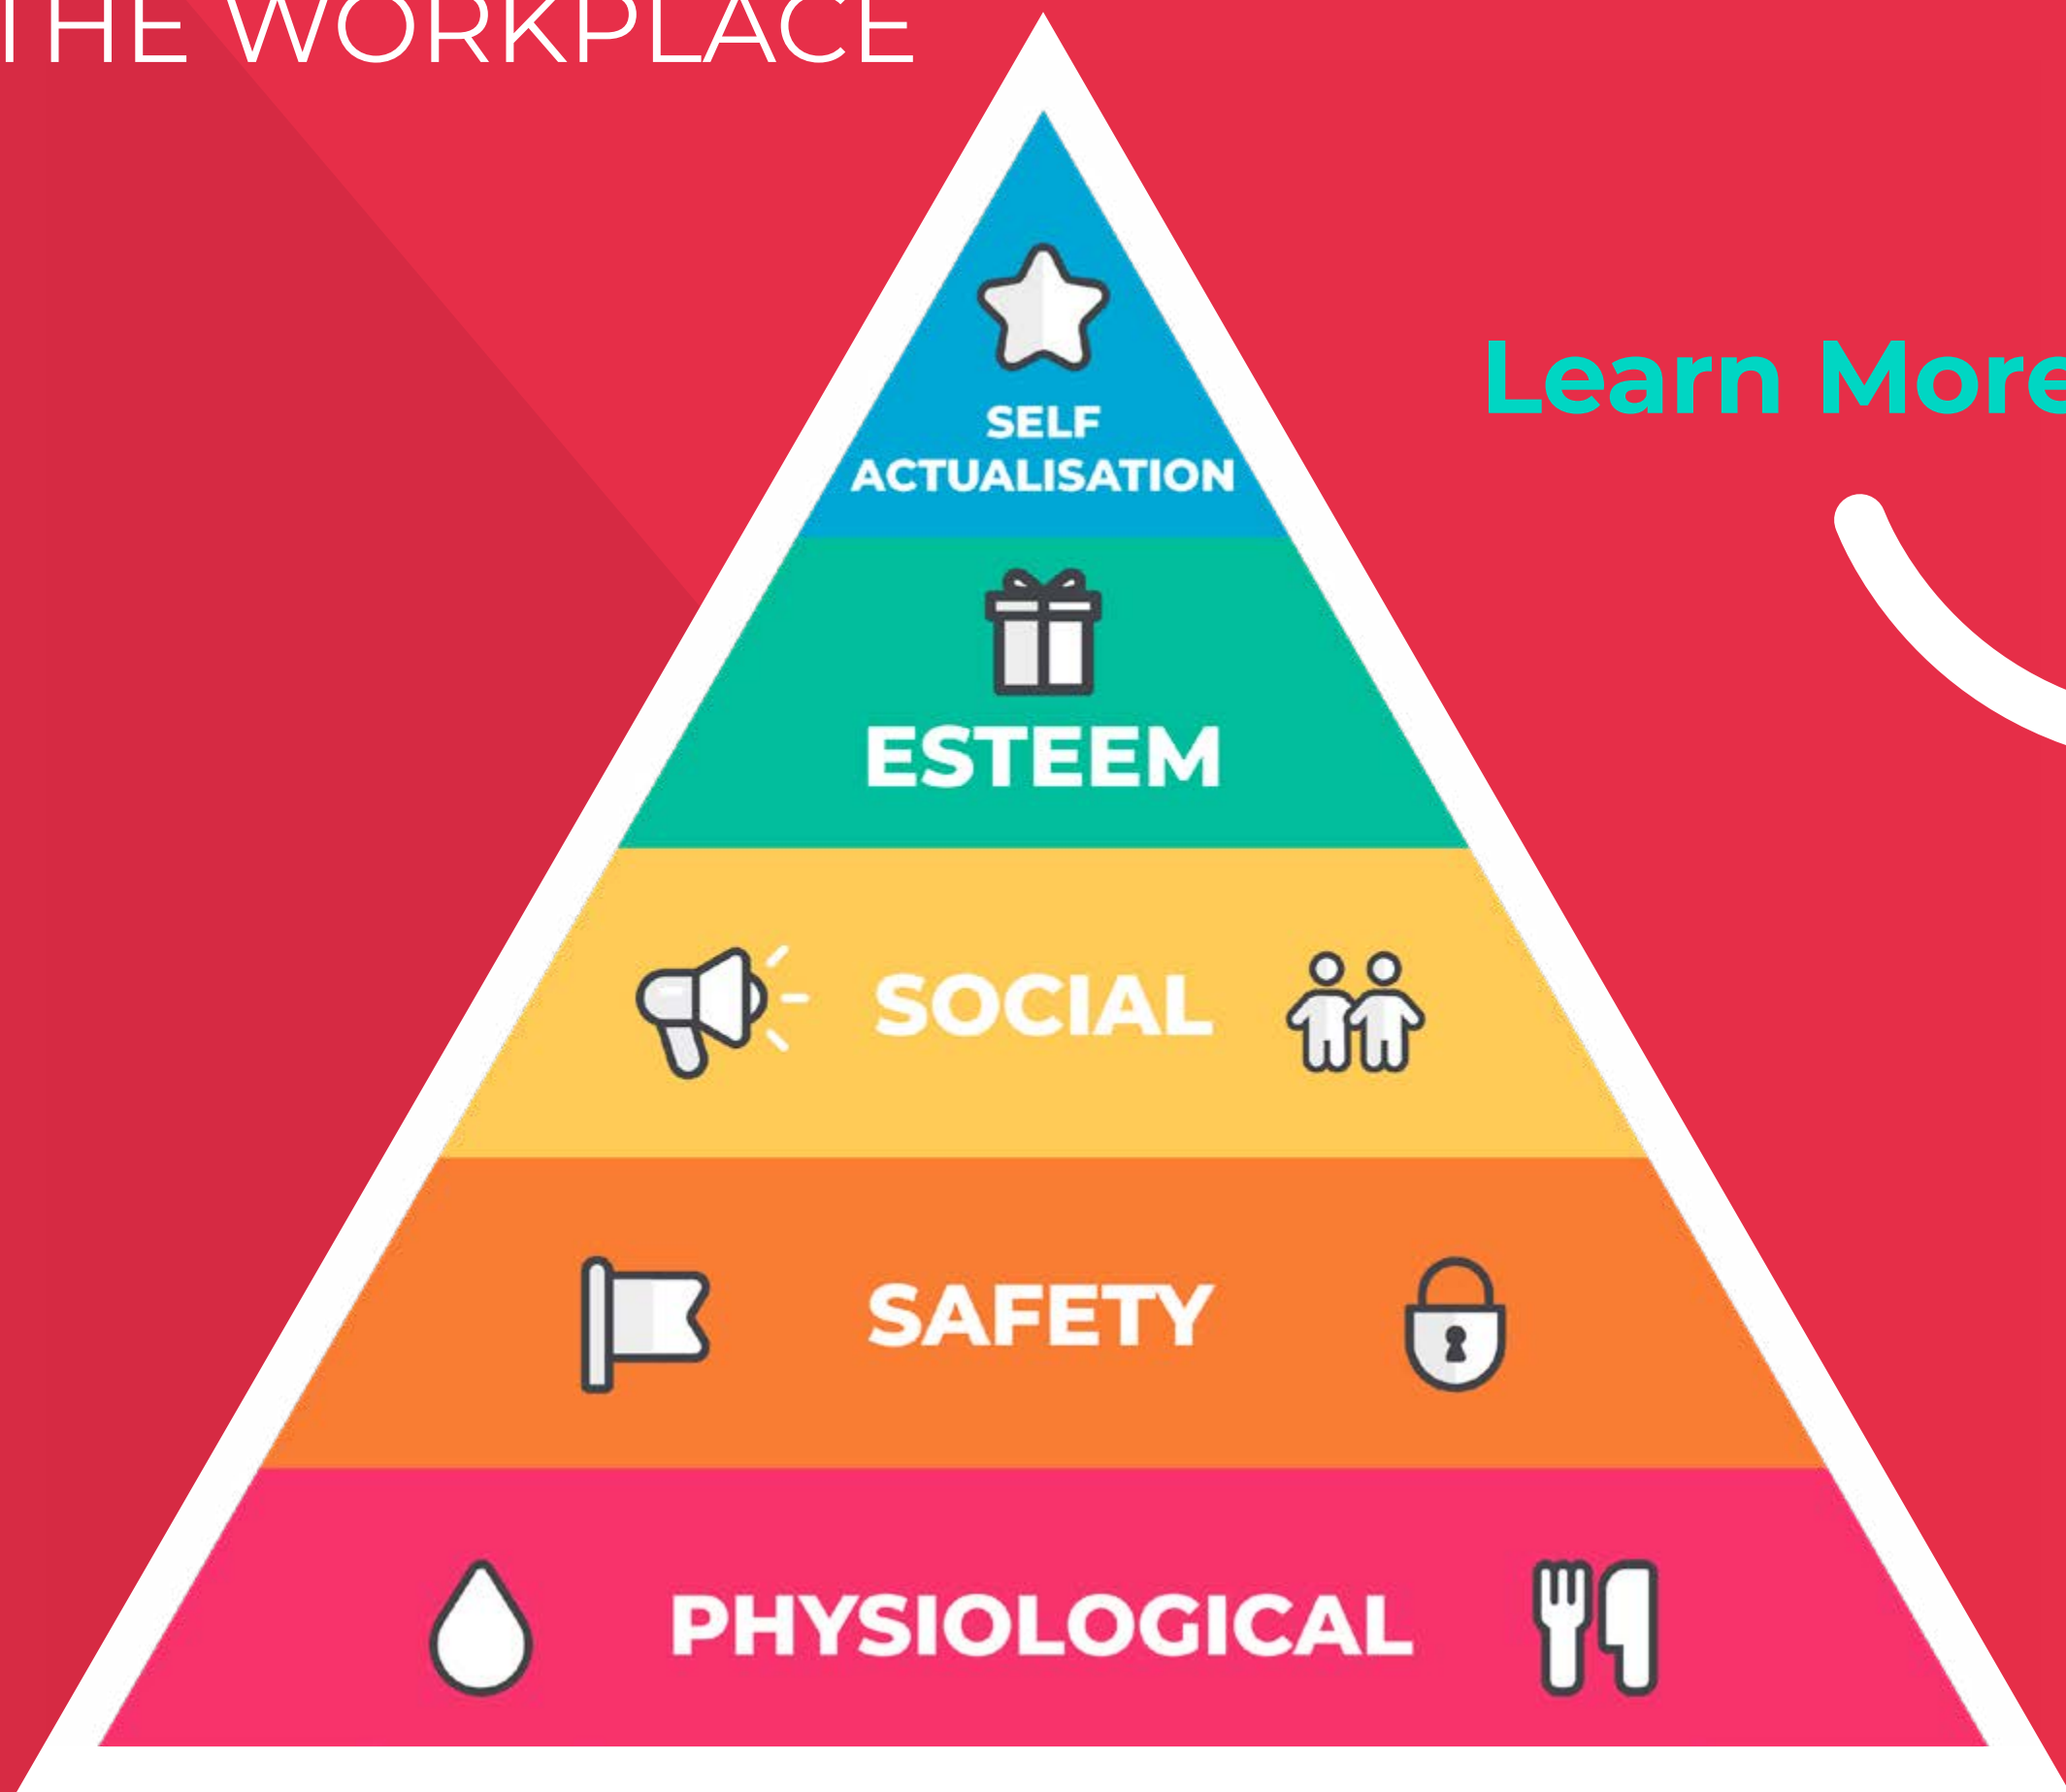 THE WORKPLACE
Learn More
SELF
ACTUALISATION
ESTEEM
SOCIAL
SAFETY
PHYSIOLOGICAL